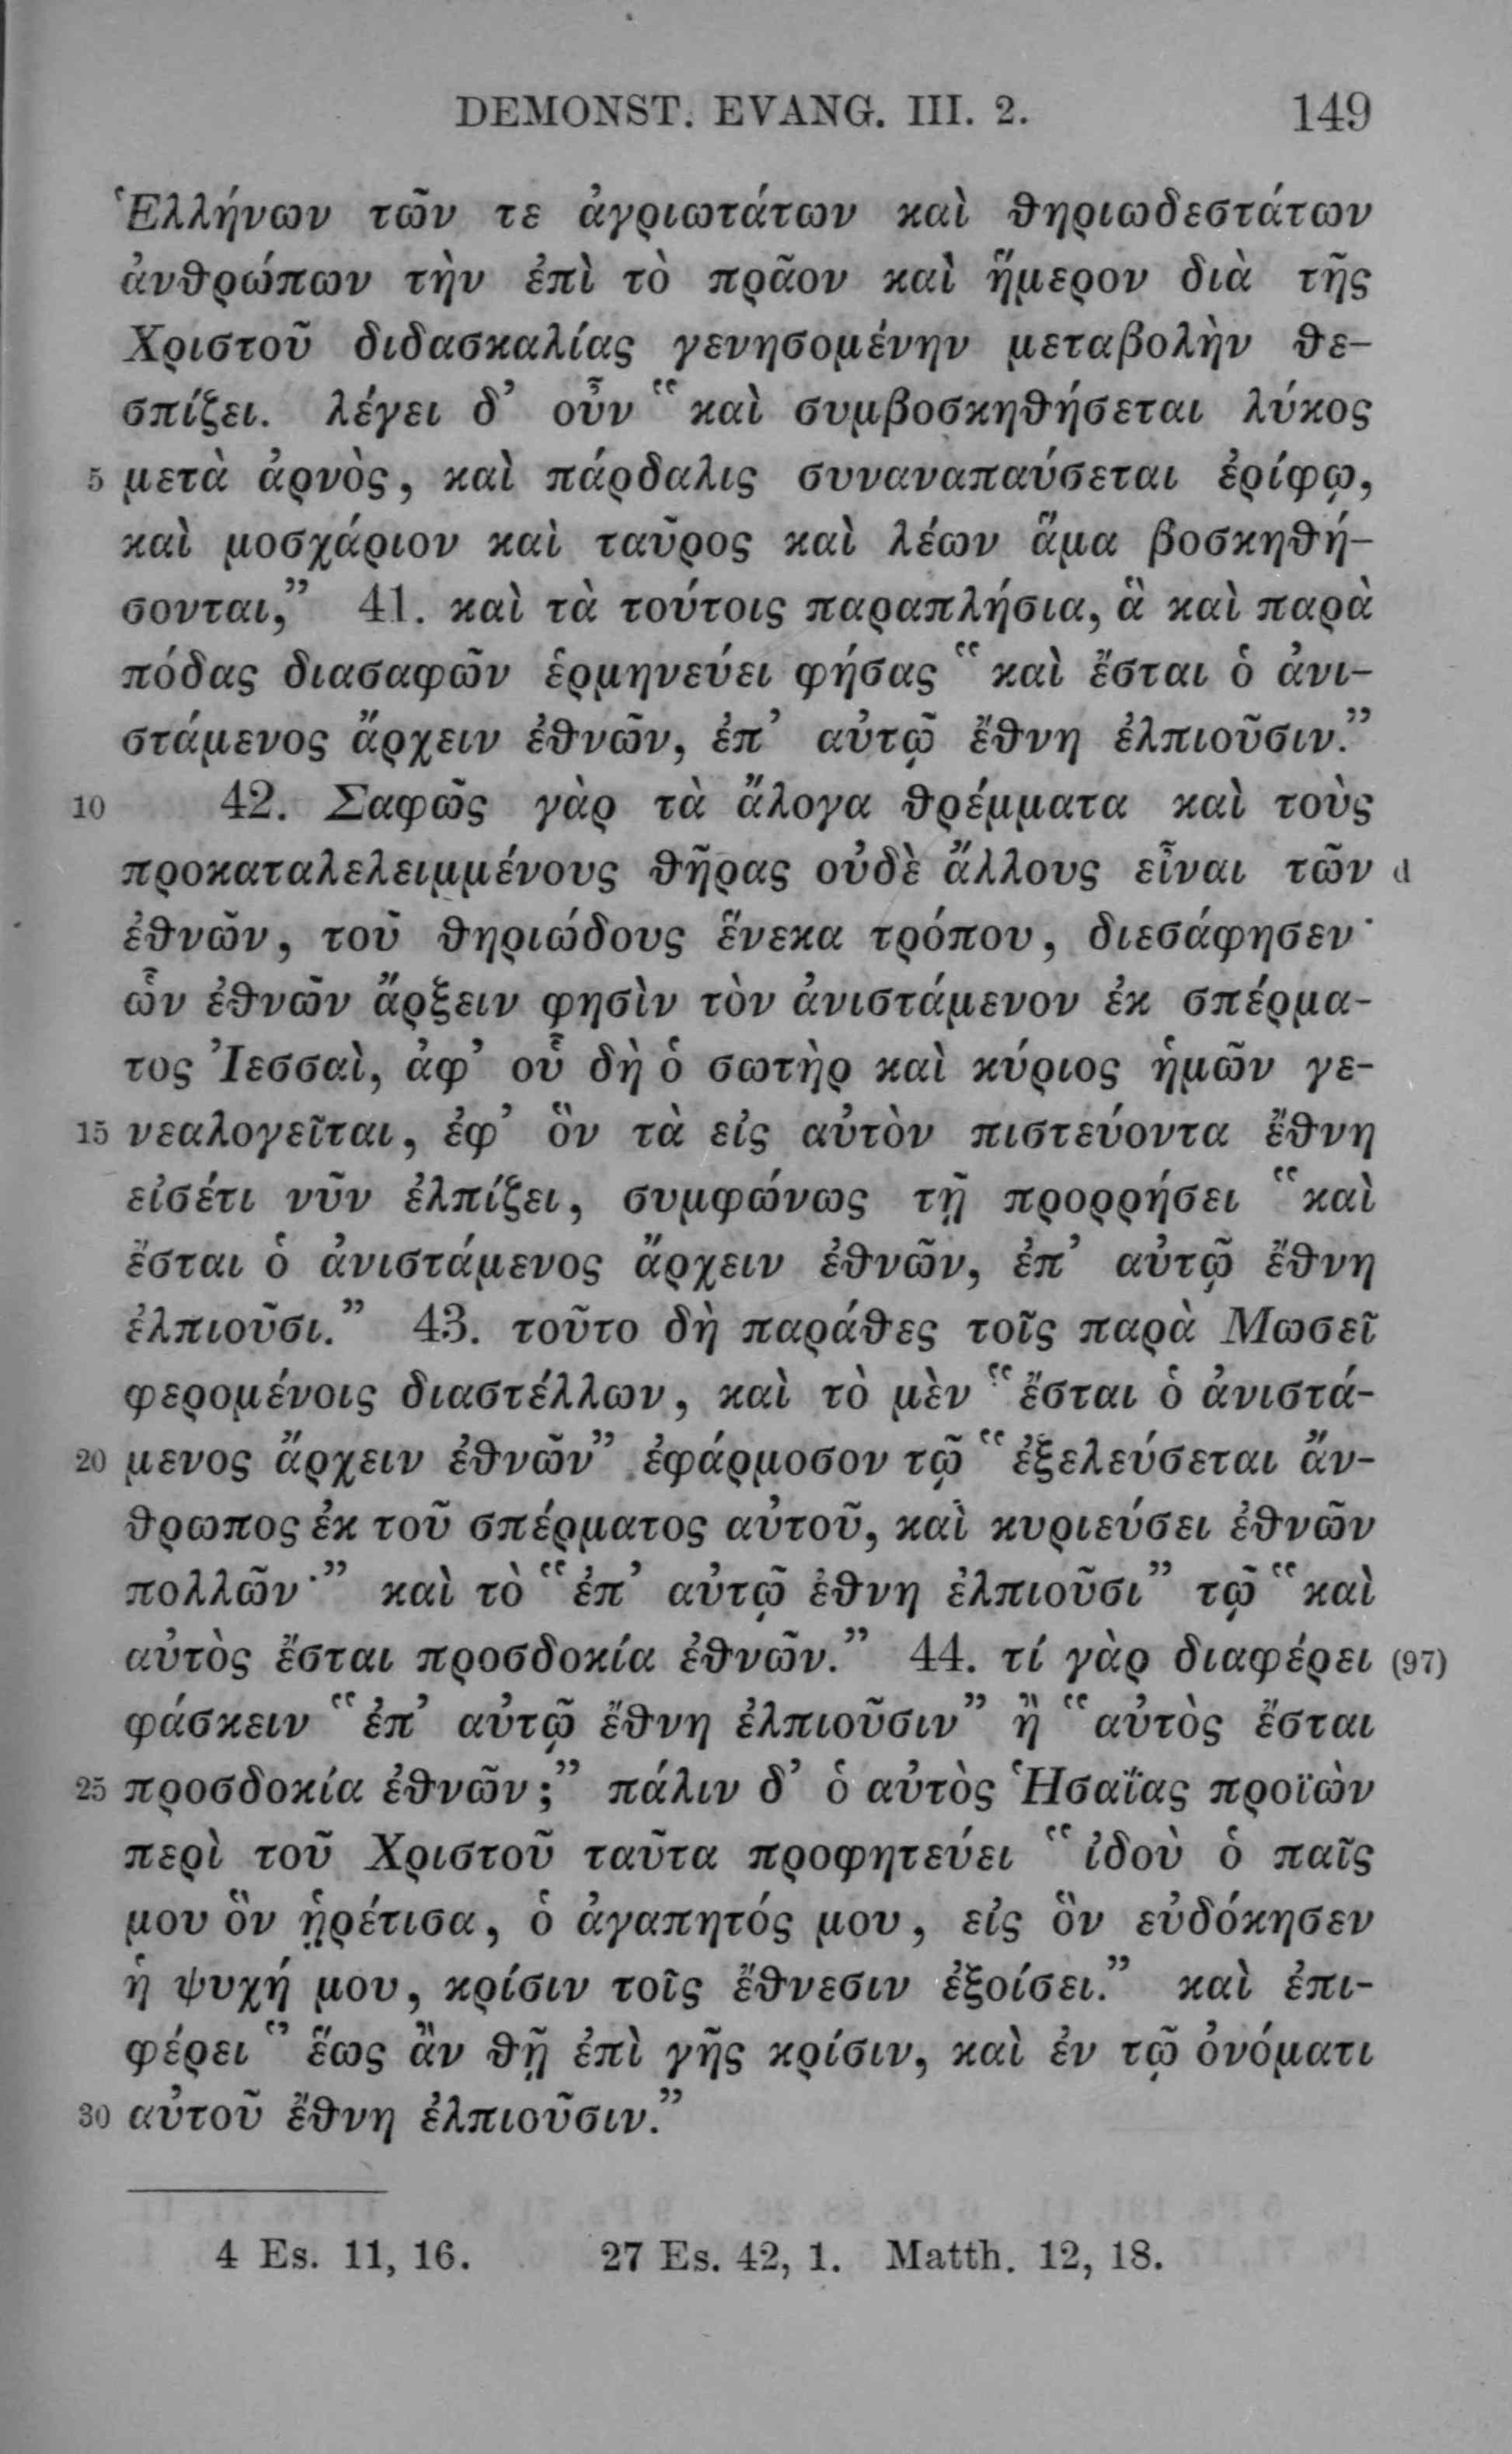 DEMONST. EVANG. III. 2. 149
Ἑλλήνων τῶν τε ἀγριωτάτων καὶ θηριωδεστάτων
ἀνθρώπων τὴν ἐπὶ τὸ πρᾶον καὶ ἥμερον διὰ τῆς
Χριστοῦ διδασκαλίας γενησομένην μεταβολὴν θε-
σπίζει. λέγει δ’ οὖν “καὶ συμβοσκηθήσεται λύκος
5 μετὰ ἀρνὸς, καὶ πάρδαλις συναναπαύσεται ἐρίφῳ,
καὶ μοσχάριον καὶ ταῦρος καὶ λέων ἅμα βοσκηθή-
σονται,” 41. καὶ τὰ τούτοις παραπλήσια, ἃ καὶ παρὰ
πόδας διασαφῶν ἑρμηνεύει φήσας “καὶ ἔσται ὁ ἀνι-
στάμενος ἄρχειν ἐθνῶν, ἐπ’ αὐτῷ ἔθνη ἐλπιοῦσιν.”
10 42. Σαφῶς γὰρ τὰ ἄλογα θρέμματα καὶ τοὺς
προκαταλελειμμένους θῆρας οὐδὲ ἄλλους εἶναι τῶν d
ἐθνῶν, τοῦ θηριώδους ἕνεκα τρόπου, διεσάφησεν·
ὧν ἐθνῶν ἄρξειν φησὶν τὸν ἀνιστάμενον ἐκ σπέρμα-
τος Ἰεσσαὶ, ἀφ’ οὗ δὴ ὁ σωτὴρ καὶ κύριος ἡμῶν γε-
15 νεαλογεῖται, ἐφ’ ὃν τὰ εἰς αὐτὸν πιστεύοντα ἔθνη
εἰσέτι νῦν ἐλπίζει, συμφώνως τῇ προρρήσει “καὶ
ἔσται ὁ ἀνιστάμενος ἄρχειν ἐθνῶν, ἐπ’ αὐτῷ ἔθνη
ἐλπιοῦσι.” 43. τοῦτο δὴ παράθες τοῖς παρὰ Μωσεῖ
φερομένοις διαστέλλων, καὶ τὸ μὲν “ἔσται ὁ ἀνιστά-
20 μενος ἄρχειν ἐθνῶν” ἐφάρμοσον τῷ “ἐξελεύσεται ἄν-
θρωπος ἐκ τοῦ σπέρματος αὐτοῦ, καὶ κυριεύσει ἐθνῶν
πολλῶν·” καὶ τὸ “ἐπ’ αὐτῷ ἐθνη ἐλπιοῦσι” τῷ “καὶ
αὐτὸς ἔσται προσδοκία ἐθνῶν.” 44. τί γὰρ διαφέρει (97)
φάσκειν “ἐπ’ αὐτῷ ἔθνη ἐλπιοῦσιν” ἢ “αὐτὸς ἔσται
25 προσδοκία ἐθνῶν;” πάλιν δ’ ὁ αὐτὸς Ἡσαΐας προϊὼν
περὶ τοῦ Χριστοῦ ταῦτα προφητεύει “ἰδοὺ ὁ παῖς
μου ὃν ᾑρέτισα, ὁ ἀγαπητός μου, εἰς ὃν εὐδόκησεν
ἡ ψυχή μου, κρίσιν τοῖς ἔθνεσιν ἐξοίσει.” καὶ ἐπι-
φέρει “ἕως ἂν θῇ ἐπὶ γῆς κρίσιν, καὶ ἐν τῷ ὀνόματι
30 αὐτοῦ ἔθνη ἐλπιοῦσιν.”
4 Es. 11, 16. 27 Es. 42, 1. Matth. 12, 18.